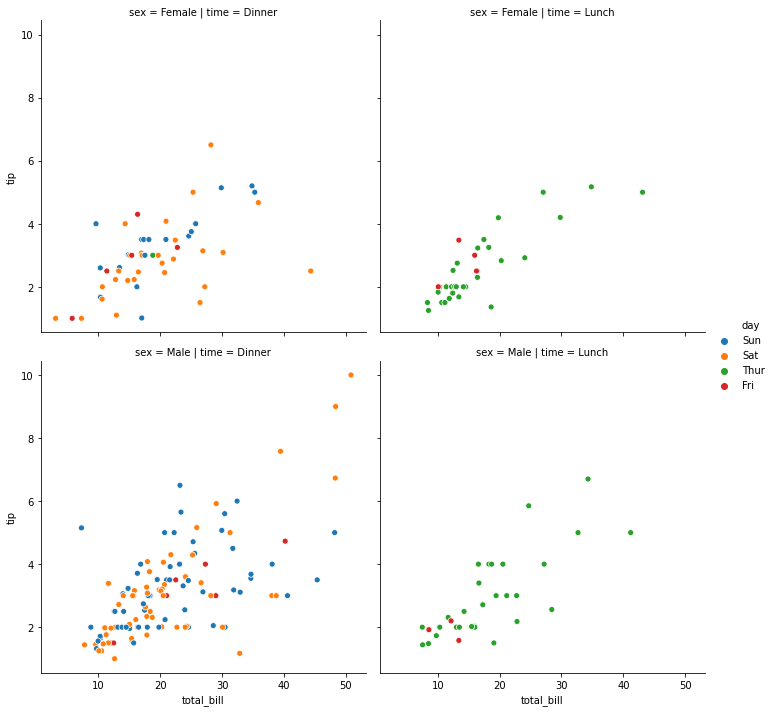 sex = Female | time = Dinner
sex = Female | time = Lunch
10
8
6
4
2
tip
day
Sun
Sat
Thur
Fri
sex = Male | time = Dinner
sex = Male | time = Lunch
10
8
6
4
2
tip
10 20 30 40 50
10 20 30 40 50
total_bill
total_bill